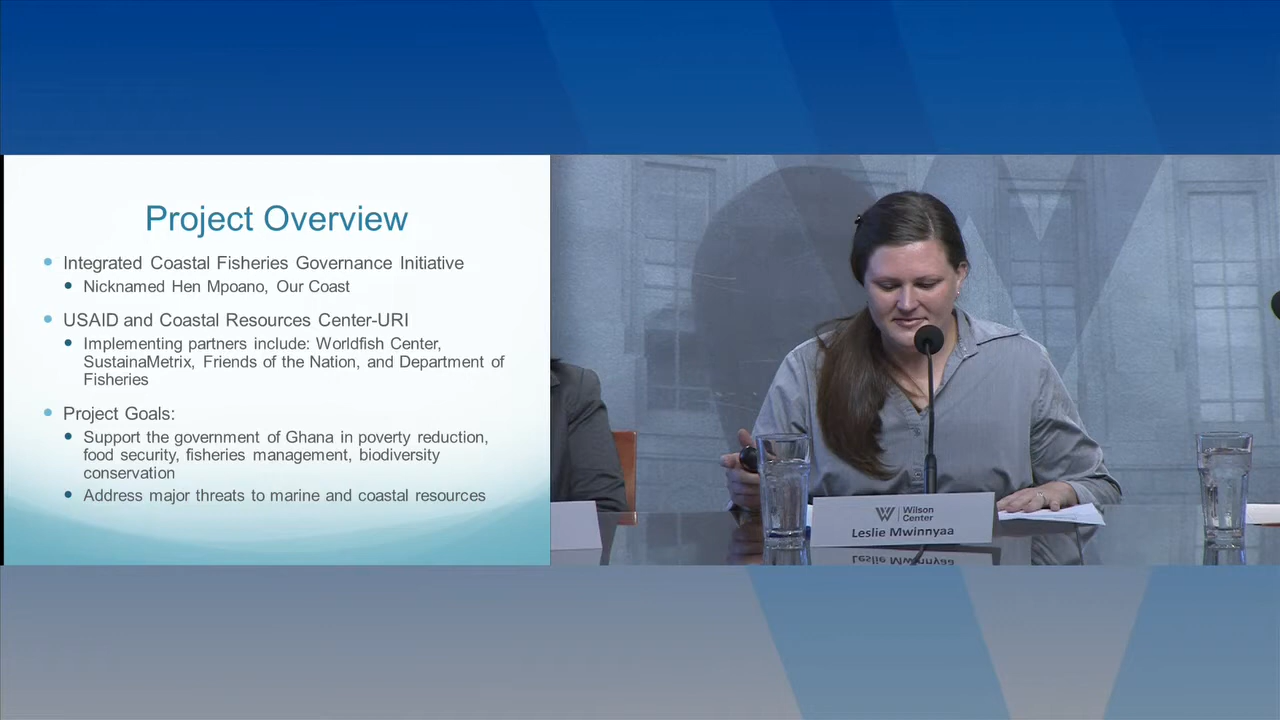 Project Overview
Integrated Coastal Fisheries Governance Initiative
Nicknamed Hen Mpoano, Our Coast
USAID and Coastal Resources Center-URI
Implementing partners include: Worldfish Center,
SustainaMetrix, Friends of the Nation, and Department of
Fisheries
Project Goals:
Support the government of Ghana in poverty reduction,
food security, fisheries management, biodiversity
conservation
Address major threats to marine and coastal resources
W Wilson
Center
Leslie Mwinnyaa